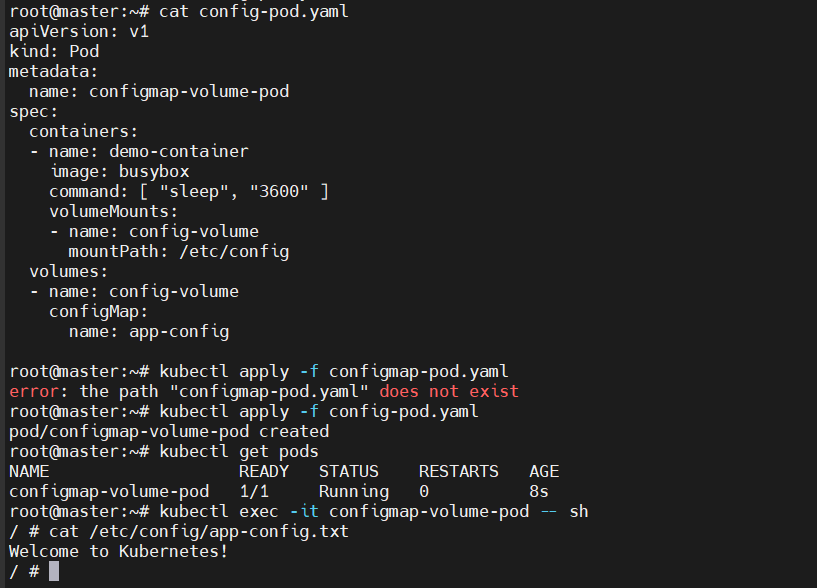 root@master:~# cat config-pod.yaml
apiVersion: v1
kind: Pod
metadata:
  name: configmap-volume-pod
spec:
  containers:
  - name: demo-container
    image: busybox
    command: [ "sleep", "3600" ]
    volumeMounts:
    - name: config-volume
      mountPath: /etc/config
  volumes:
  - name: config-volume
    configMap:
      name: app-config

root@master:~# kubectl apply -f configmap-pod.yaml
error: the path "configmap-pod.yaml" does not exist
root@master:~# kubectl apply -f config-pod.yaml
pod/configmap-volume-pod created
root@master:~# kubectl get pods
NAME                   READY   STATUS    RESTARTS   AGE
configmap-volume-pod   1/1     Running   0          8s
root@master:~# kubectl exec -it configmap-volume-pod -- sh
/ # cat /etc/config/app-config.txt
Welcome to Kubernetes!
/ #